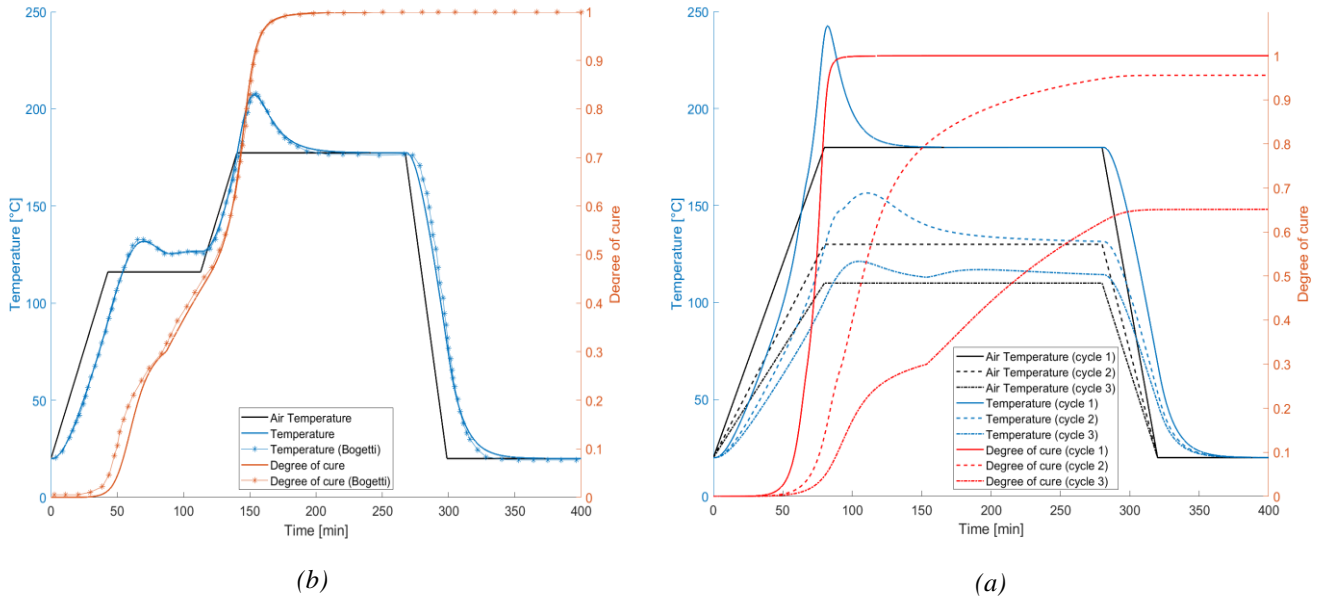 250
200
150
100
50
0
Temperature [°C]
0 50 100 150 200 250 300 350 400
Time [min]
1
0.9
0.8
0.7
0.6
0.5
0.4
0.3
0.2
0.1
0
Degree of cure
Air Temperature
Temperature
Temperature (Bogetti)
Degree of cure
Degree of cure (Bogetti)
(b)
250
200
150
100
50
0
Temperature [°C]
0 50 100 150 200 250 300 350 400
Time [min]
1
0.9
0.8
0.7
0.6
0.5
0.4
0.3
0.2
0.1
0
Degree of cure
Air Temperature (cycle 1)
Air Temperature (cycle 2)
Air Temperature (cycle 3)
Temperature (cycle 1)
Temperature (cycle 2)
Temperature (cycle 3)
Degree of cure (cycle 1)
Degree of cure (cycle 2)
Degree of cure (cycle 3)
(a)